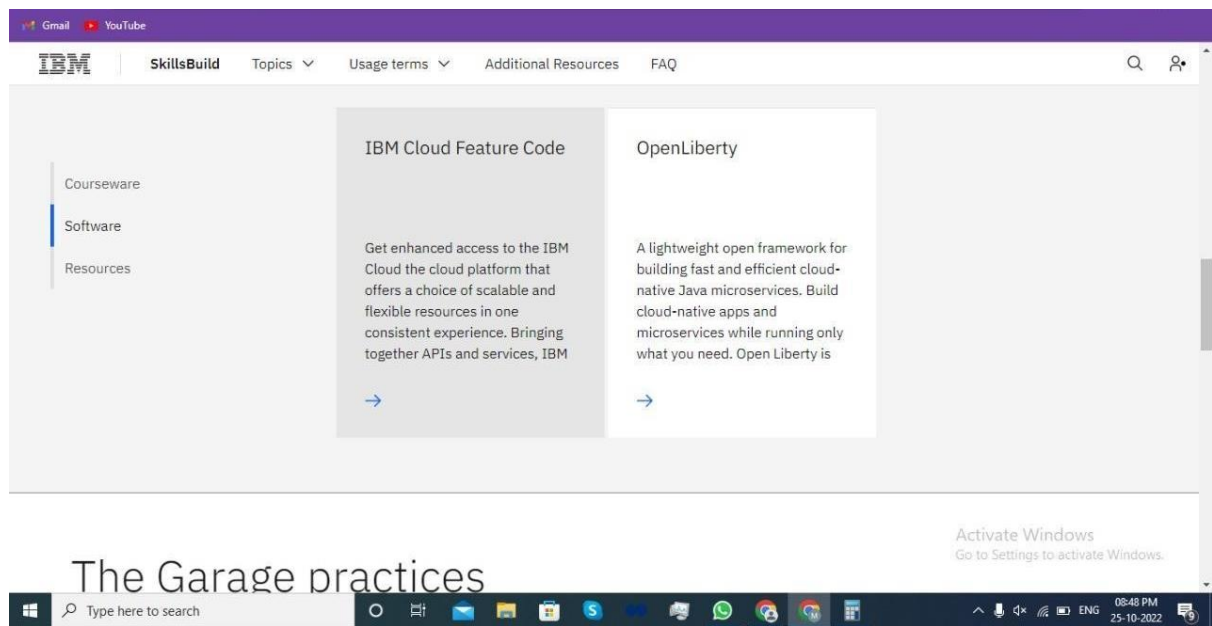 Gmail YouTube
IBM SkillsBuild Topics Usage terms Additional Resources FAQ
Courseware
Software
Resources
IBM Cloud Feature Code
Get enhanced access to the IBM
Cloud the cloud platform that
offers a choice of scalable and
flexible resources in one
consistent experience. Bringing
together APIs and services, IBM
OpenLiberty
A lightweight open framework for
building fast and efficient cloud-
native Java microservices. Build
cloud-native apps and
microservices while running only
what you need. Open Liberty is
The Garage practices
Activate Windows
Go to Settings to activate Windows.
Type here to search
ENG
08:48 PM
25-10-2022
9